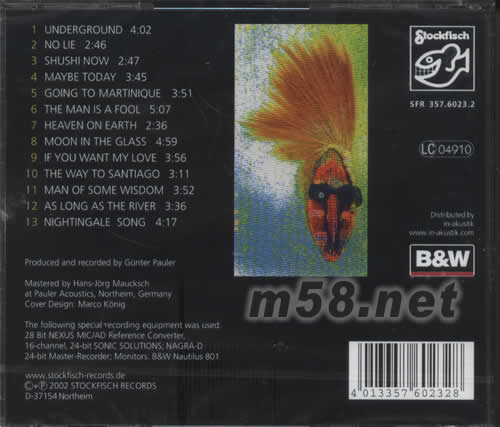 1 UNDERGROUND 4:02
2 NO LIE 2:46
3 SHUSHI NOW 2:47
4 MAYBE TODAY 3:45
5 GOING TO MARTINIQUE 3:51
6 THE MAN IS A FOOL 5:07
7 HEAVEN ON EARTH 2:36
8 MOON IN THE GLASS 4:59
9 IF YOU WANT MY LOVE 3:56
10 THE WAY TO SANTIAGO 3:11
11 MAN OF SOME WISDOM 3:52
12 AS LONG AS THE RIVER 3:36
13 NIGHTINGALE SONG 4:17
Produced and recorded by Günter Pauler
Mastered by Hans-Jörg Maucksch
at Pauler Acoustics, Northeim, Germany
Cover Design: Marco König
The following special recording equipment was used:
28 Bit NEXUS MIC/AD Reference Converter,
16-channel, 24-bit SONIC SOLUTIONS; NAGRA-D
24-bit Master-Recorder; Monitors: B&W Nautilus 801
www.stockfisch-records.de
©+℗ 2002 STOCKFISCH RECORDS
D-37154 Northeim
Stockfisch
SFR 357.6023.2
LC 04910
Distributed by
in-akustik
www.in-akustik.com
B&W
m58.net
4 013357 602328